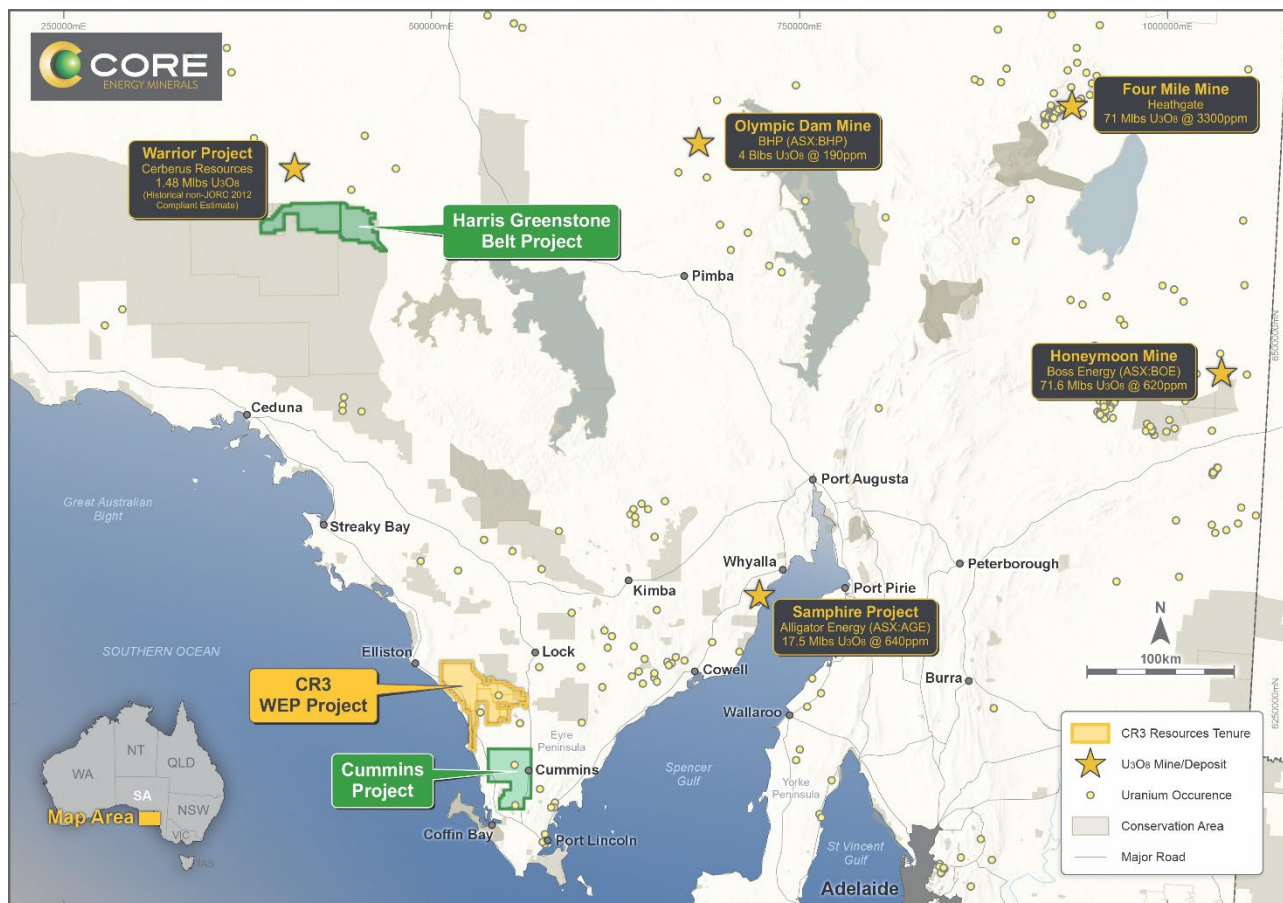 250000mE
500000mE
750000mE
1000000mE
CORE
ENERGY MINERALS
Four Mile Mine
Heathgate
71 Mlbs U₃O₈ @ 3300ppm
Olympic Dam Mine
BHP (ASX:BHP)
4 Blbs U₃O₈ @ 190ppm
Warrior Project
Cerberus Resources
1.48 Mlbs U₃O₈
(Historical non-JORC 2012
Compliant Estimate)
Harris Greenstone
Belt Project
Pimba
6500000mN
Honeymoon Mine
Boss Energy (ASX:BOE)
71.6 Mlbs U₃O₈ @ 620ppm
Ceduna
Port Augusta
Great Australian
Bight
Streaky Bay
Whyalla
Peterborough
Kimba
Port Pirie
Samphire Project
Alligator Energy (ASX:AGE)
17.5 Mlbs U₃O₈ @ 640ppm
N
100km
SOUTHERN OCEAN
Elliston
Lock
Cowell
Burra
CR3
WEP Project
Wallaroo
6250000mN
Eyre
Peninsula
Cummins
Cummins
Project
Spencer
Gulf
Yorke
Peninsula
Coffin Bay
Port Lincoln
St Vincent
Gulf
Adelaide
CR3 Resources Tenure
U₃O₈ Mine/Deposit
Uranium Occurence
Conservation Area
Major Road
NT
QLD
WA
SA
NSW
Map Area
VIC
TAS